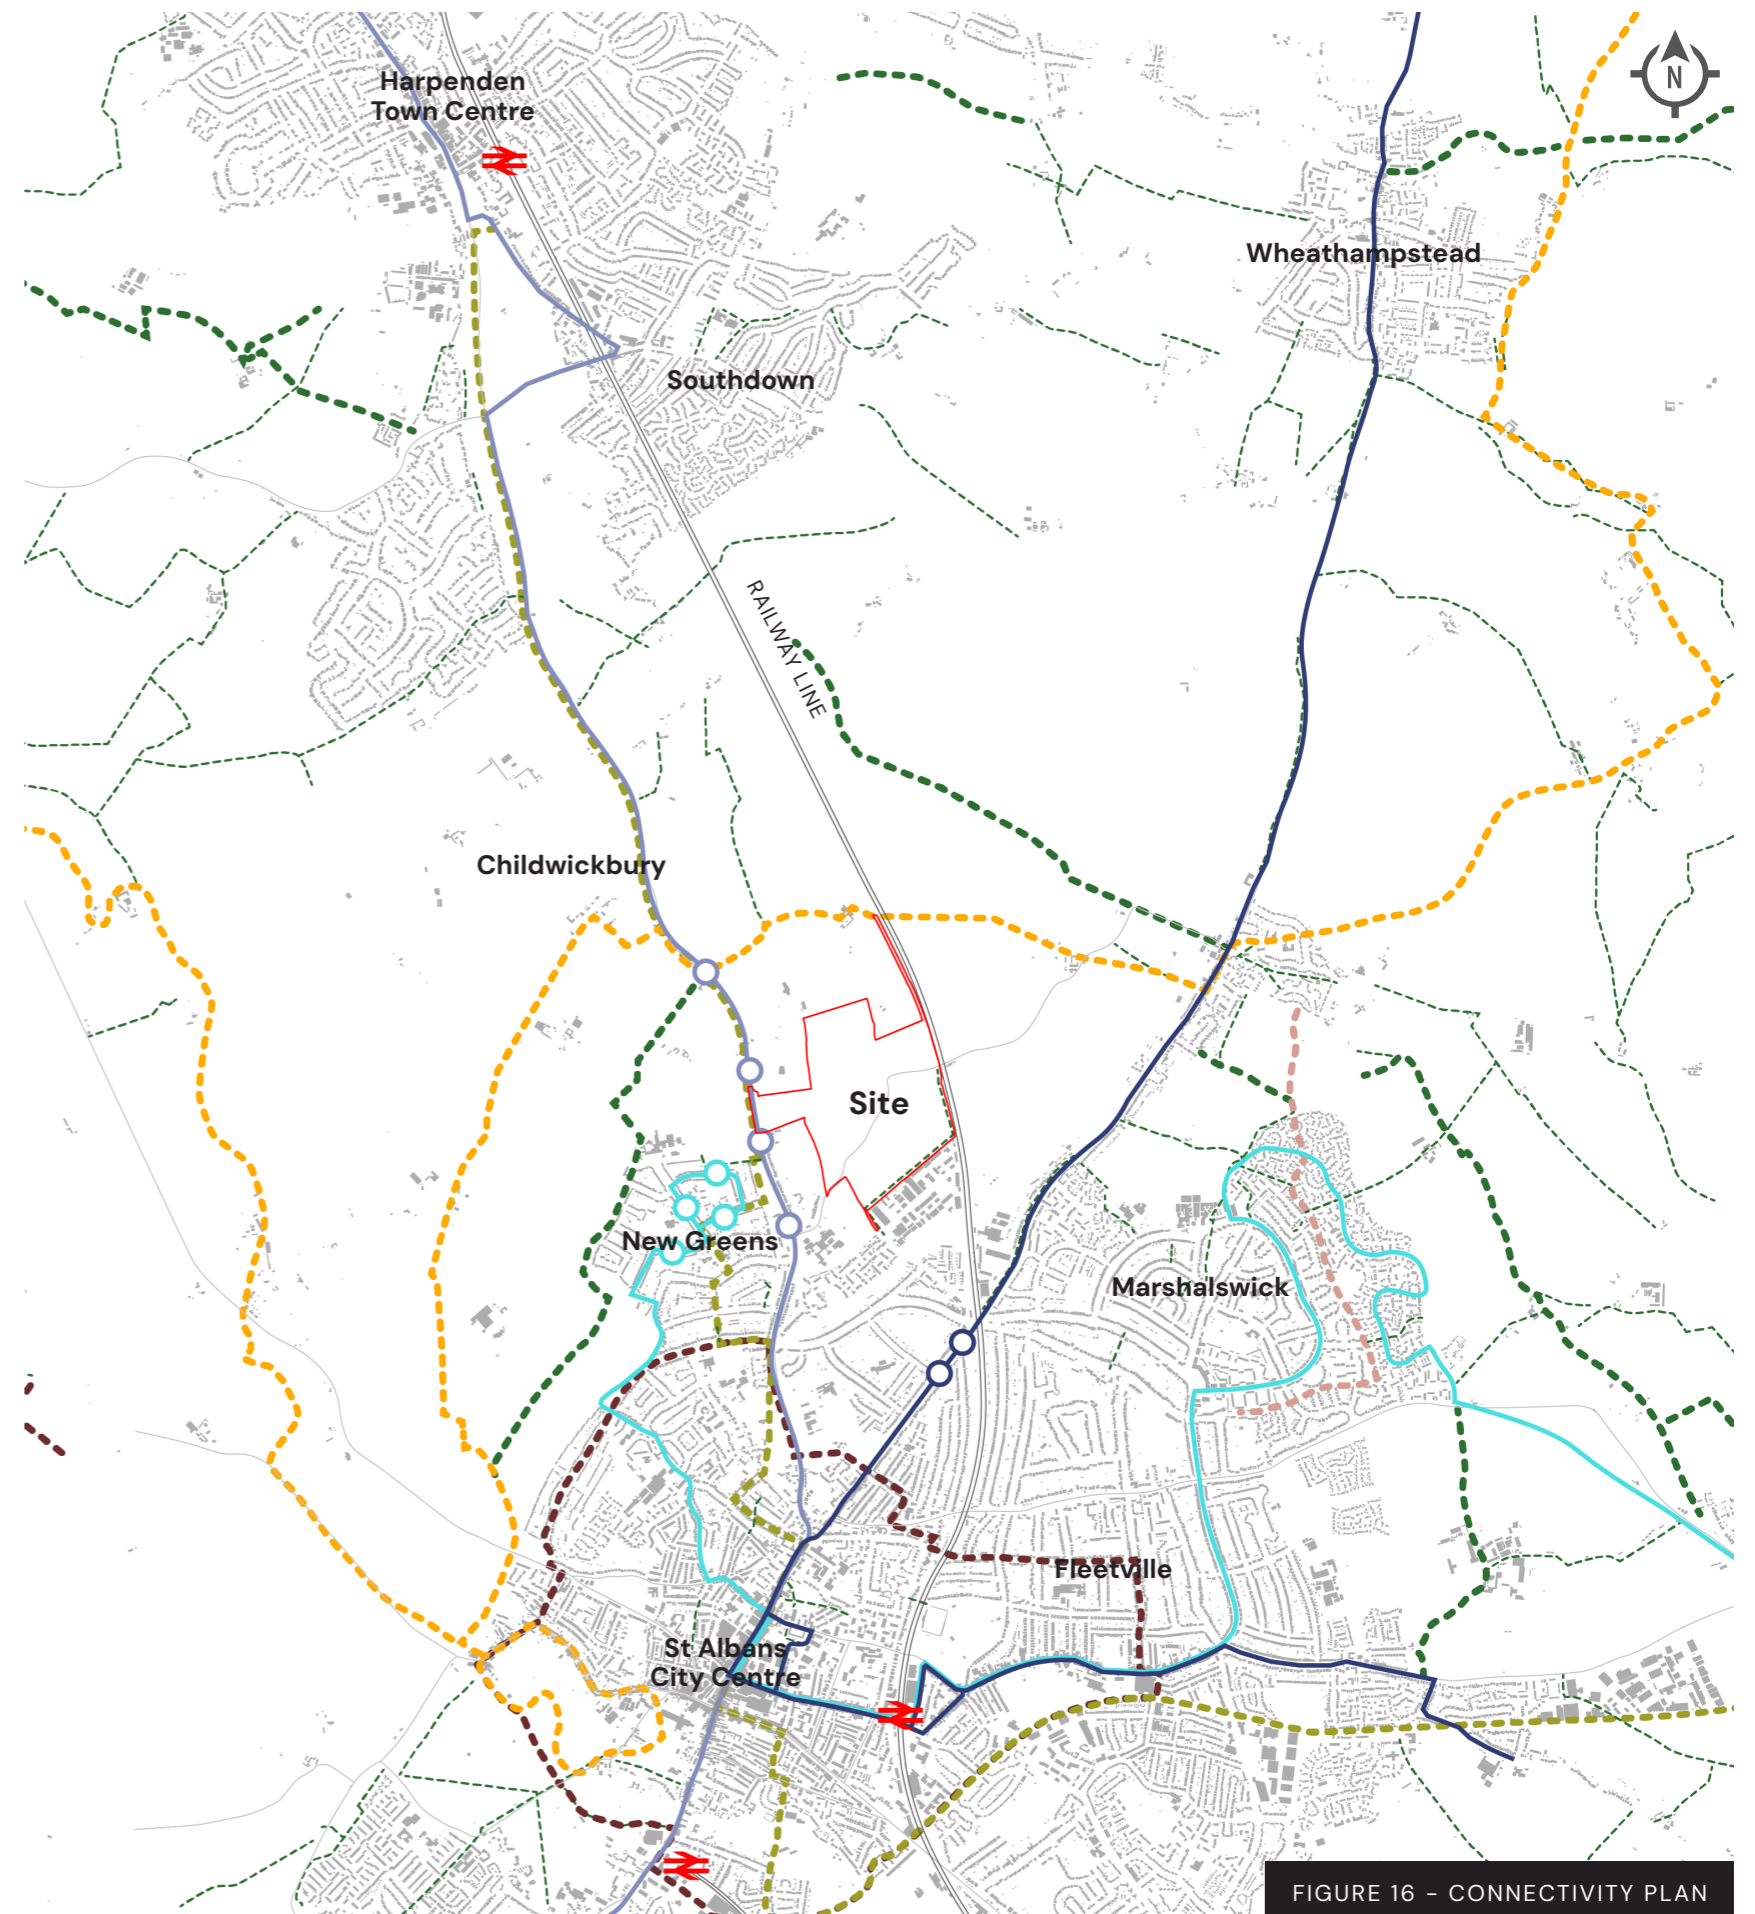 Harpenden
Town Centre
N
Wheathampstead
Southdown
RAILWAY LINE
Childwickbury
Site
New Greens
Marshalswick
Fleetville
St Albans
City Centre
FIGURE 16 - CONNECTIVITY PLAN